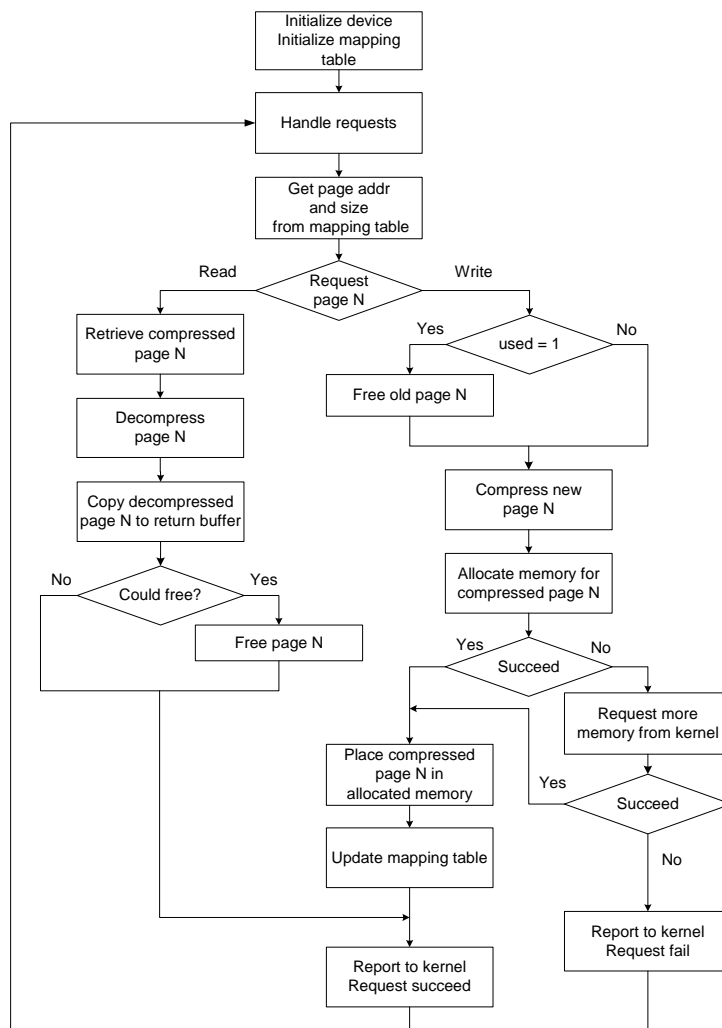 Initialize device
Initialize mapping
table
Handle requests
Get page addr
and size
from mapping table
Read
Request
page N
Write
Retrieve compressed
page N
Yes
used = 1
No
Free old page N
Decompress
page N
Copy decompressed
page N to return buffer
Compress new
page N
No
Could free?
Yes
Allocate memory for
compressed page N
Free page N
Yes
Succeed
No
Request more
memory from kernel
Place compressed
page N in
allocated memory
Yes
Succeed
Update mapping table
No
Report to kernel
Request fail
Report to kernel
Request succeed